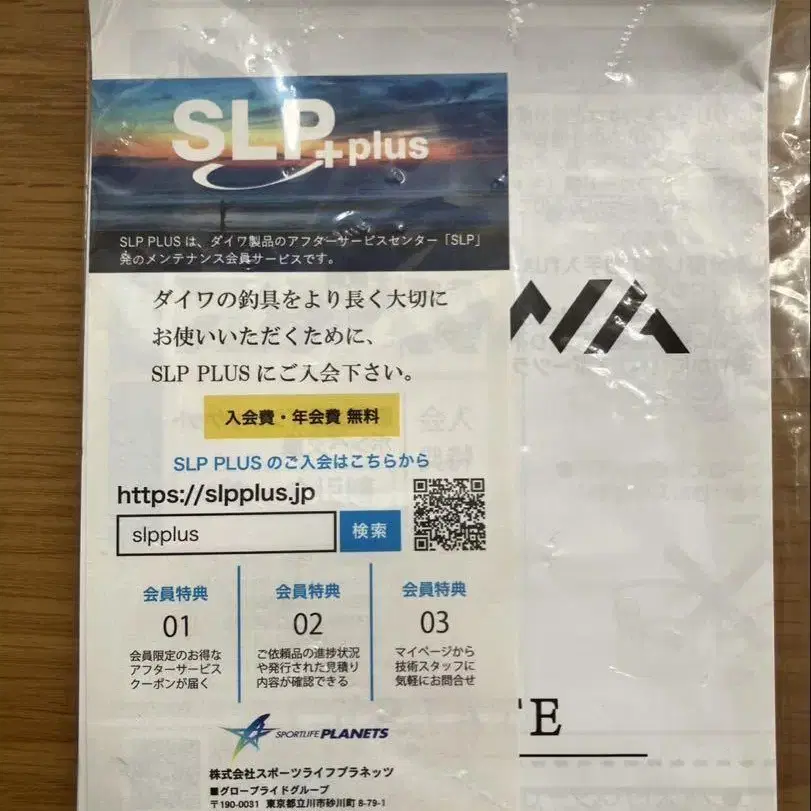 SLP+plus
SLP PLUS は、ダイワ製品のアフターサービスセンター「SLP」
発のメンテナンス会員サービスです。
ダイワの釣具をより長く大切に
お使いいただくために、
SLP PLUS にご入会下さい。
入会費・年会費 無料
SLP PLUS のご入会はこちらから
https://slpplus.jp
slpplus 検索
会員特典
01
会員限定のお得な
アフターサービス
クーポンが届く
会員特典
02
ご依頼品の進捗状況
や発行された見積り
内容が確認できる
会員特典
03
マイページから
技術スタッフに
気軽にお問合せ
SPORTLIFE PLANETS
株式会社スポーツライフプラネッツ
■グローブライドグループ
〒190-0031 東京都立川市砂川町 8-79-1
WA
TE